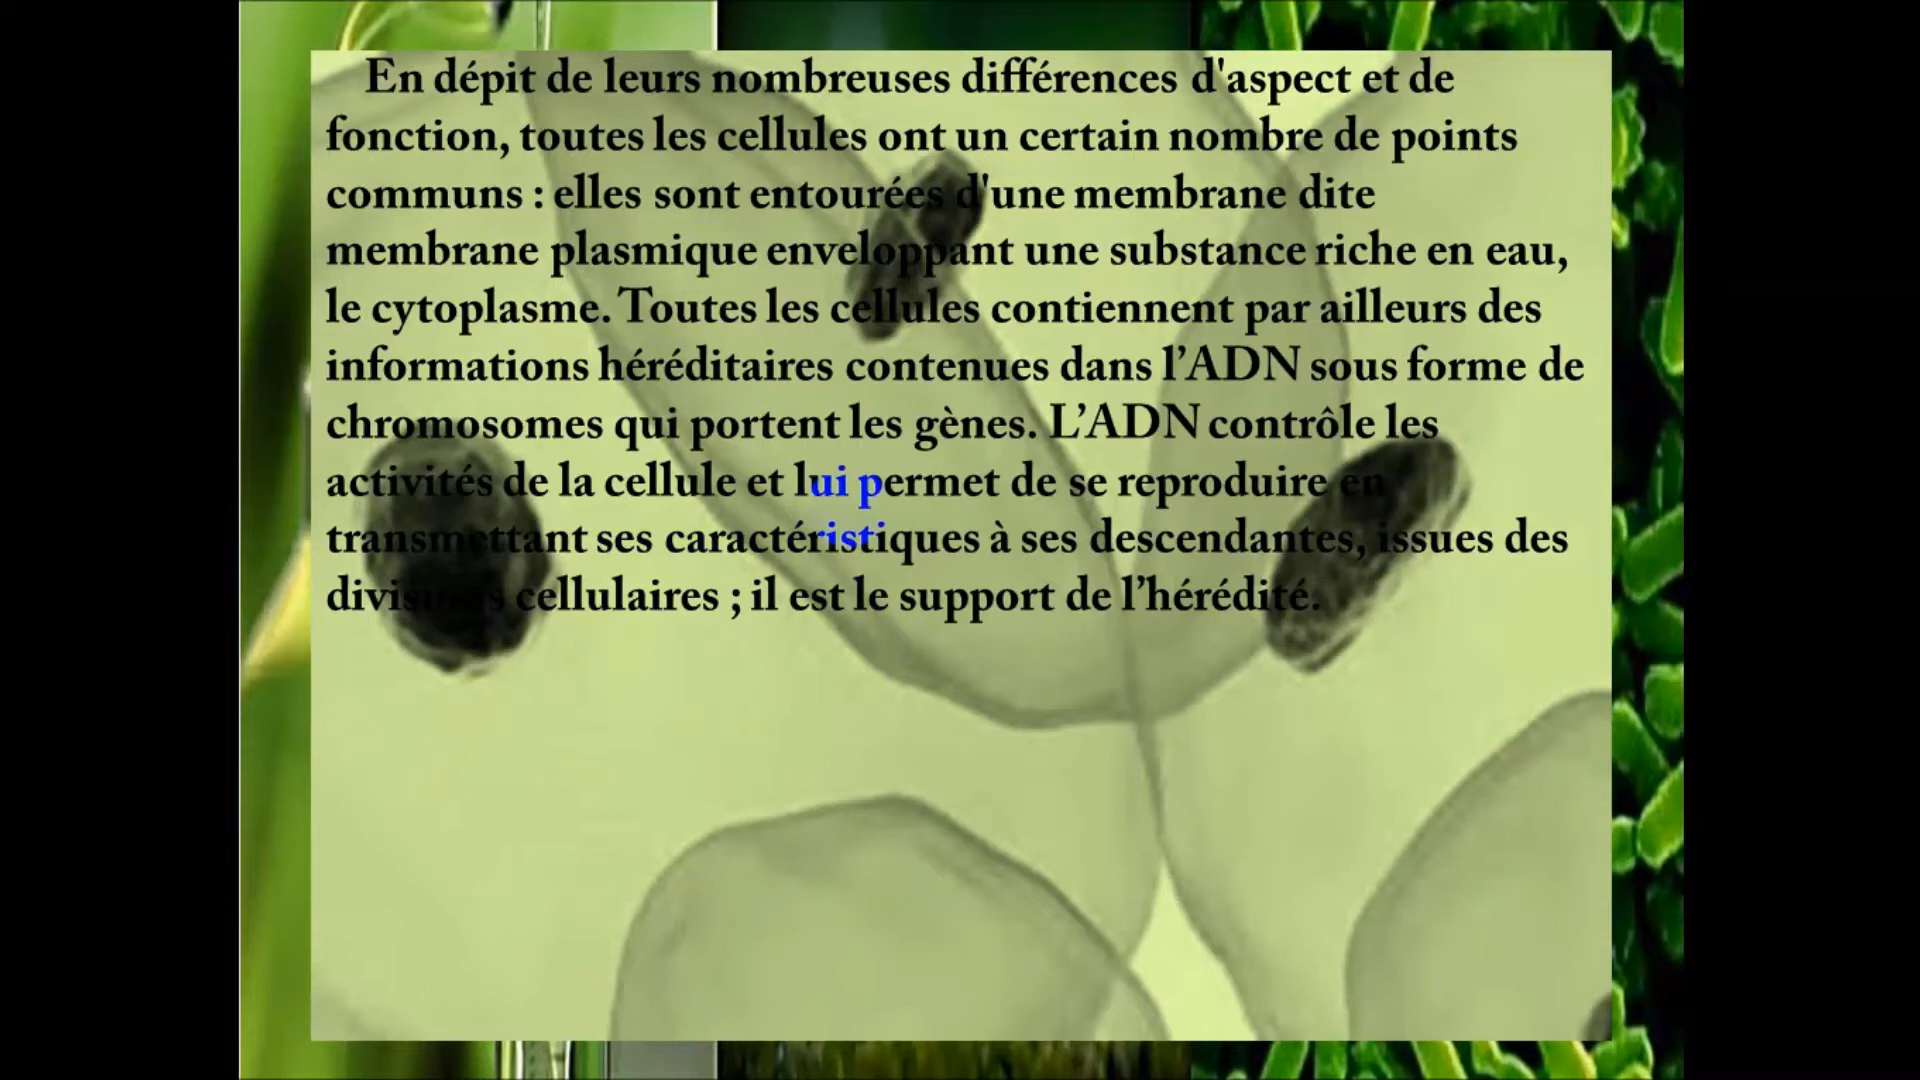 En dépit de leurs nombreuses différences d'aspect et de
fonction, toutes les cellules ont un certain nombre de points
communs : elles sont entourées d'une membrane dite
membrane plasmique enveloppant une substance riche en eau,
le cytoplasme. Toutes les cellules contiennent par ailleurs des
informations héréditaires contenues dans l’ADN sous forme de
chromosomes qui portent les gènes. L’ADN contrôle les
activités de la cellule et lui permet de se reproduire en
transmettant ses caractéristiques à ses descendantes, issues des
divisions cellulaires ; il est le support de l’hérédité.